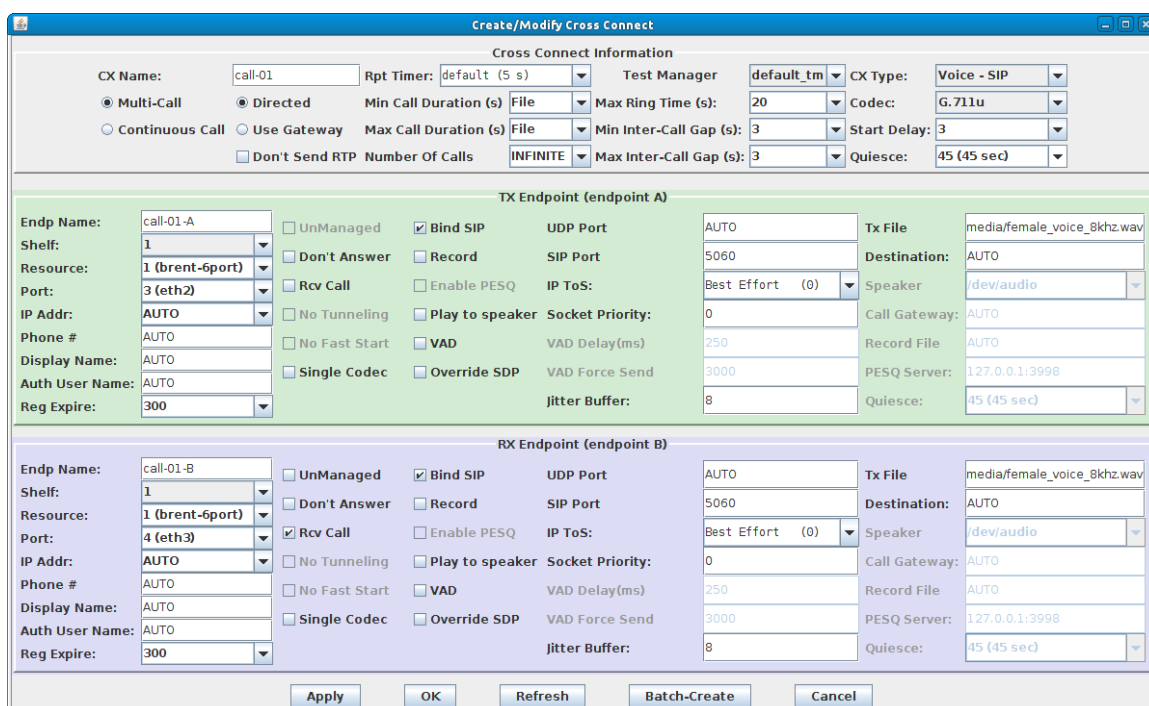 Create/Modify Cross Connect
Cross Connect Information
CX Name: call-01 Rpt Timer: default (5 s) Test Manager default_tm CX Type: Voice - SIP
Multi-Call Directed Min Call Duration (s) File Max Ring Time (s): 20 Codec: G.711u
Continuous Call Use Gateway Max Call Duration (s) File Min Inter-Call Gap (s): 3 Start Delay: 3
Don't Send RTP Number Of Calls INFINITE Max Inter-Call Gap (s): 3 Quiesce: 45 (45 sec)
TX Endpoint (endpoint A)
Endp Name: call-01-A UnManaged Bind SIP UDP Port AUTO Tx File media/female_voice_8khz.wav
Shelf: 1
Resource: 1 (brent-6port) Don't Answer Record SIP Port 5060 Destination: AUTO
Port: 3 (eth2) Rcv Call Enable PESQ IP ToS: Best Effort (0) Speaker /dev/audio
IP Addr: AUTO No Tunneling Play to speaker Socket Priority: 0 Call Gateway: AUTO
Phone # AUTO No Fast Start VAD VAD Delay(ms) 250 Record File AUTO
Display Name: AUTO
Auth User Name: AUTO Single Codec Override SDP VAD Force Send 3000 PESQ Server: 127.0.0.1:3998
Reg Expire: 300 Jitter Buffer: 8 Quiesce: 45 (45 sec)
RX Endpoint (endpoint B)
Endp Name: call-01-B UnManaged Bind SIP UDP Port AUTO Tx File media/female_voice_8khz.wav
Shelf: 1
Resource: 1 (brent-6port) Don't Answer Record SIP Port 5060 Destination: AUTO
Port: 4 (eth3) Rcv Call Enable PESQ IP ToS: Best Effort (0) Speaker /dev/audio
IP Addr: AUTO No Tunneling Play to speaker Socket Priority: 0 Call Gateway: AUTO
Phone # AUTO No Fast Start VAD VAD Delay(ms) 250 Record File AUTO
Display Name: AUTO
Auth User Name: AUTO Single Codec Override SDP VAD Force Send 3000 PESQ Server: 127.0.0.1:3998
Reg Expire: 300 Jitter Buffer: 8 Quiesce: 45 (45 sec)
Apply OK Refresh Batch-Create Cancel